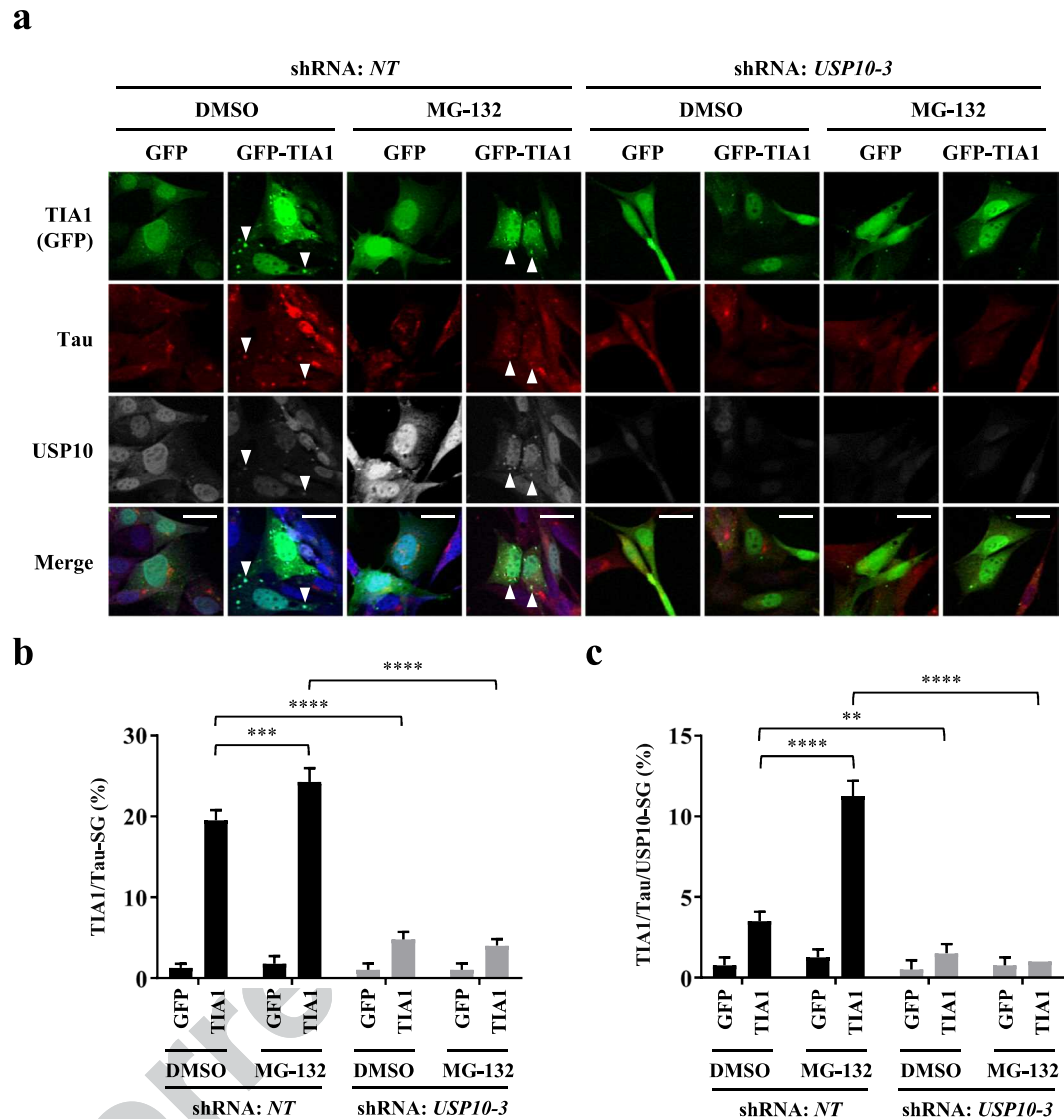 a
shRNA: NT shRNA: USP10-3
DMSO MG-132 DMSO MG-132
GFP GFP-TIA1 GFP GFP-TIA1 GFP GFP-TIA1 GFP GFP-TIA1
TIA1
(GFP)
Tau
USP10
Merge
b
****
****
***
30
20
10
0
TIA1/Tau-SG (%)
GFP TIA1 GFP TIA1 GFP TIA1 GFP TIA1
DMSO MG-132 DMSO MG-132
shRNA: NT shRNA: USP10-3
c
****
**
****
15
10
5
0
TIA1/Tau/USP10-SG (%)
GFP TIA1 GFP TIA1 GFP TIA1 GFP TIA1
DMSO MG-132 DMSO MG-132
shRNA: NT shRNA: USP10-3
orre